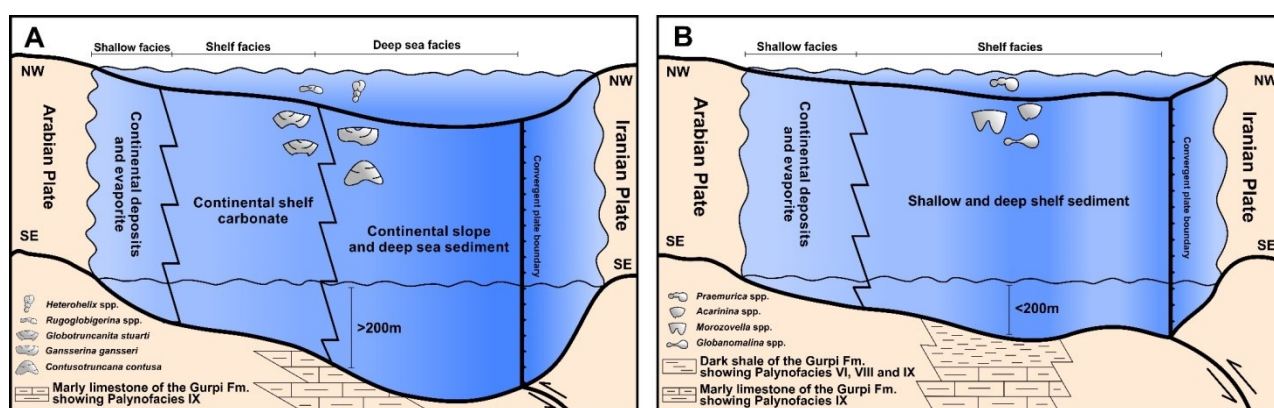 A
Shallow facies
Shelf facies
Deep sea facies
NW
NW
Arabian Plate
Iranian Plate
Continental deposits
and evaporite
Continental shelf
carbonate
Continental slope
and deep sea sediment
Convergent plate boundary
SE
SE
>200m
Heterohelix spp.
Rugoglobigerina spp.
Globotruncanita stuarti
Gansserina gansseri
Contusotruncana contusa
Marly limestone of the Gurpi Fm.
showing Palynofacies IX
B
Shallow facies
Shelf facies
NW
NW
Arabian Plate
Iranian Plate
Continental deposits
and evaporite
Shallow and deep shelf sediment
Convergent plate boundary
SE
SE
<200m
Praemurica spp.
Acarinina spp.
Morozovella spp.
Globanomalina spp.
Dark shale of the Gurpi Fm.
showing Palynofacies VI, VIII and IX
Marly limestone of the Gurpi Fm.
showing Palynofacies IX